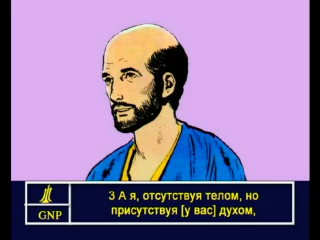 3 А я, отсутствуя телом, но
присутствуя [у вас] духом,
GNP